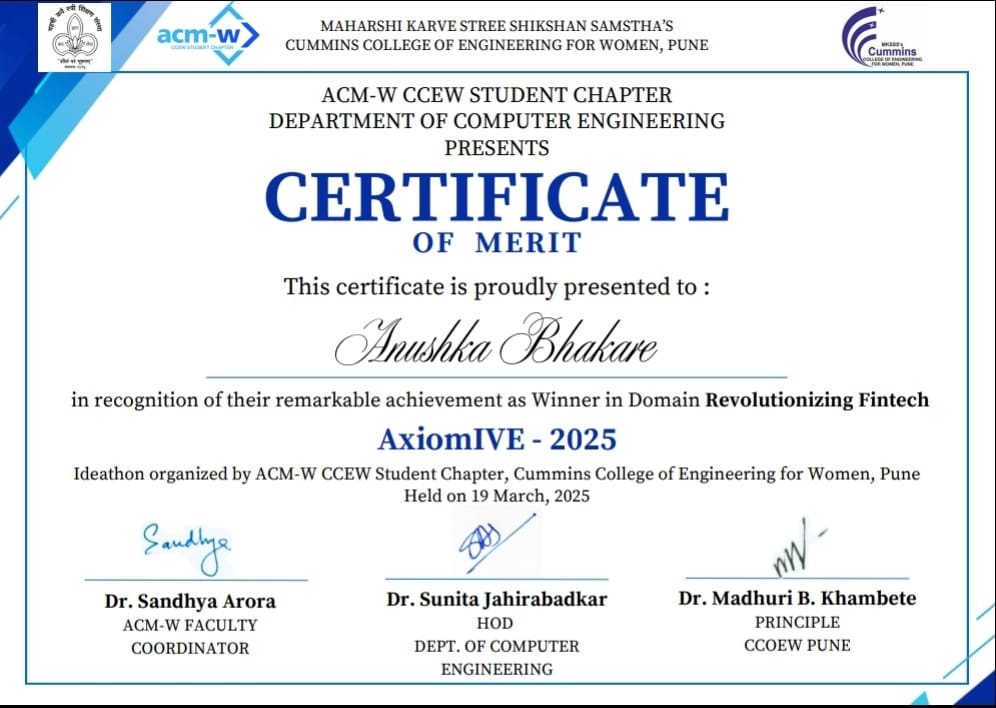 acm-w
CCEW STUDENT CHAPTER
MAHARSHI KARVE STREE SHIKSHAN SAMSTHA'S
CUMMINS COLLEGE OF ENGINEERING FOR WOMEN, PUNE
MKSSS's
Cummins
COLLEGE OF ENGINEERING
FOR WOMEN, PUNE
ACM-W CCEW STUDENT CHAPTER
DEPARTMENT OF COMPUTER ENGINEERING
PRESENTS
CERTIFICATE
OF MERIT
This certificate is proudly presented to :
Anushka Bhakare
in recognition of their remarkable achievement as Winner in Domain Revolutionizing Fintech
AxiomIVE - 2025
Ideathon organized by ACM-W CCEW Student Chapter, Cummins College of Engineering for Women, Pune
Held on 19 March, 2025
Sandhya
Dr. Sandhya Arora
ACM-W FACULTY
COORDINATOR
Dr. Sunita Jahirabadkar
HOD
DEPT. OF COMPUTER
ENGINEERING
Dr. Madhuri B. Khambete
PRINCIPLE
CCOEW PUNE